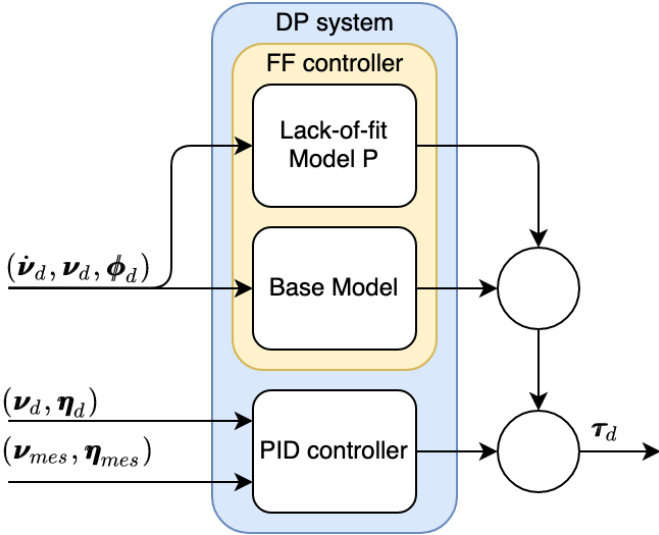 DP system
FF controller
Lack-of-fit
Model P
(ν̇_d, ν_d, ϕ_d)
Base Model
(ν_d, η_d)
(ν_mes, η_mes)
PID controller
τ_d